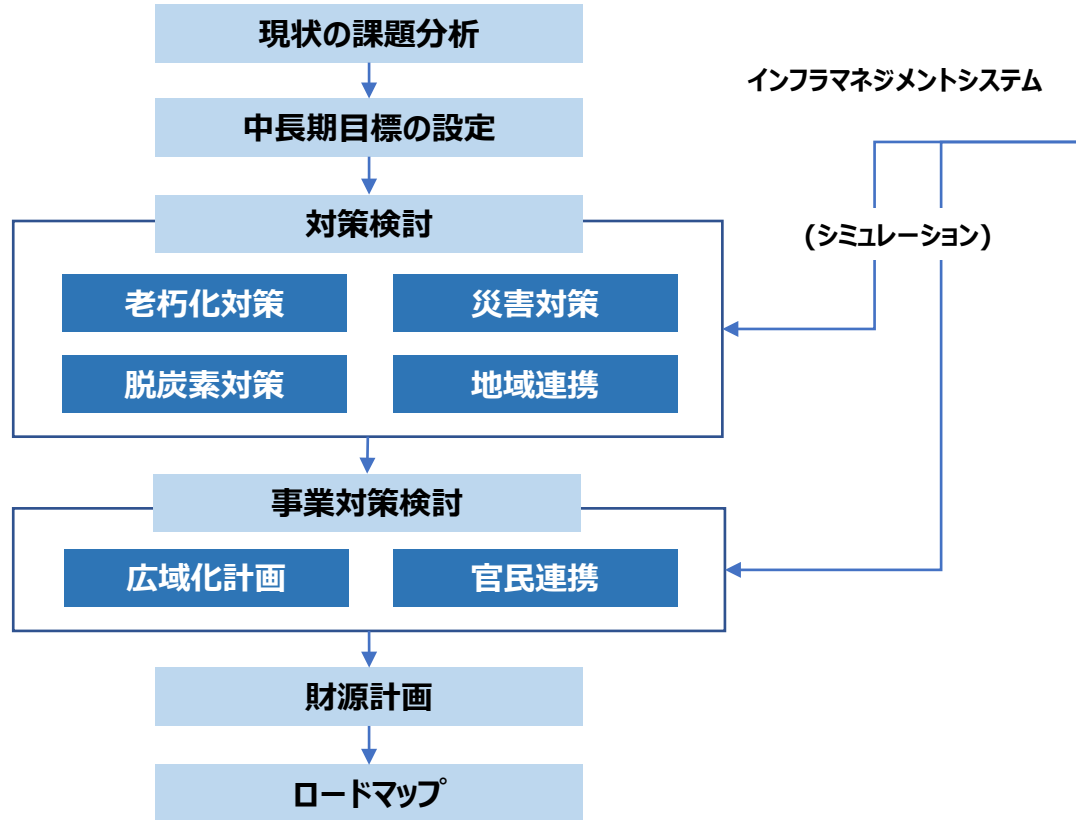 現状の課題分析
インフラマネジメントシステム
中長期目標の設定
対策検討
(シミュレーション)
老朽化対策
災害対策
脱炭素対策
地域連携
事業対策検討
広域化計画
官民連携
財源計画
ロードマップ